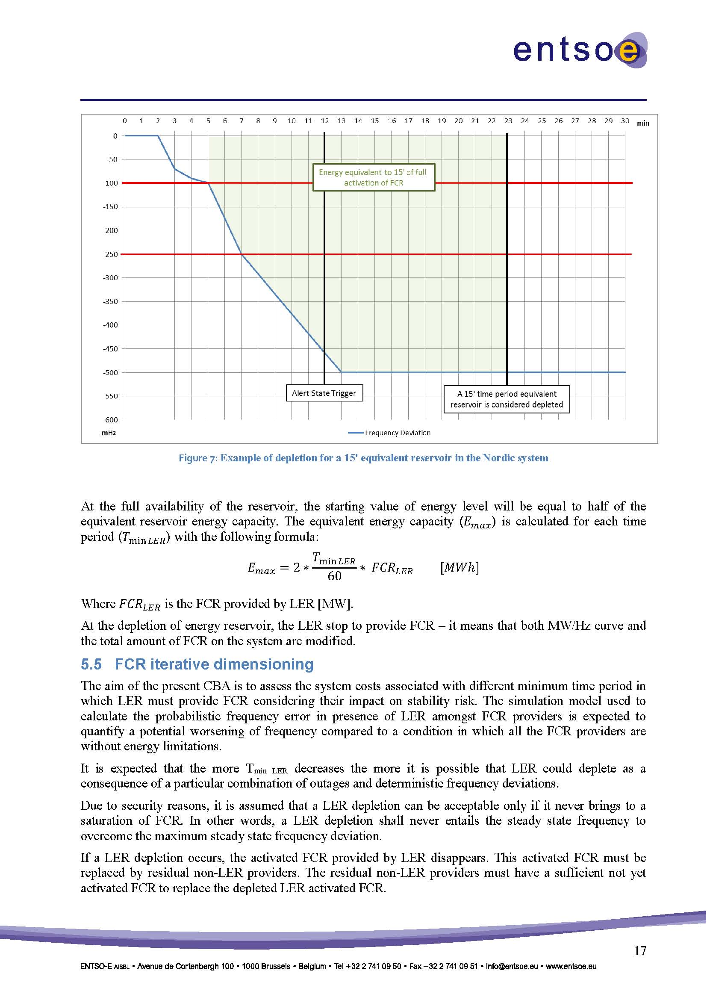 entsoe
0 1 2 3 4 5 6 7 8 9 10 11 12 13 14 15 16 17 18 19 20 21 22 23 24 25 26 27 28 29 30 min
0
-50
-100
-150
-200
-250
-300
-350
-400
-450
-500
-550
600
mHz
Energy equivalent to 15' of full
activation of FCR
Alert State Trigger
A 15' time period equivalent
reservoir is considered depleted
Frequency Deviation
Figure 7: Example of depletion for a 15' equivalent reservoir in the Nordic system
At the full availability of the reservoir, the starting value of energy level will be equal to half of the
equivalent reservoir energy capacity. The equivalent energy capacity (E_max) is calculated for each time
period (T_min LER) with the following formula:
E_max = 2 * T_min LER / 60 * FCR_LER [MWh]
Where FCR_LER is the FCR provided by LER [MW].
At the depletion of energy reservoir, the LER stop to provide FCR – it means that both MW/Hz curve and
the total amount of FCR on the system are modified.
5.5 FCR iterative dimensioning
The aim of the present CBA is to assess the system costs associated with different minimum time period in
which LER must provide FCR considering their impact on stability risk. The simulation model used to
calculate the probabilistic frequency error in presence of LER amongst FCR providers is expected to
quantify a potential worsening of frequency compared to a condition in which all the FCR providers are
without energy limitations.
It is expected that the more T_min LER decreases the more it is possible that LER could deplete as a
consequence of a particular combination of outages and deterministic frequency deviations.
Due to security reasons, it is assumed that a LER depletion can be acceptable only if it never brings to a
saturation of FCR. In other words, a LER depletion shall never entails the steady state frequency to
overcome the maximum steady state frequency deviation.
If a LER depletion occurs, the activated FCR provided by LER disappears. This activated FCR must be
replaced by residual non-LER providers. The residual non-LER providers must have a sufficient not yet
activated FCR to replace the depleted LER activated FCR.
17
ENTSO-E AISBL • Avenue de Cortenbergh 100 • 1000 Brussels • Belgium • Tel +32 2 741 09 50 • Fax +32 2 741 09 51 • info@entsoe.eu • www.entsoe.eu